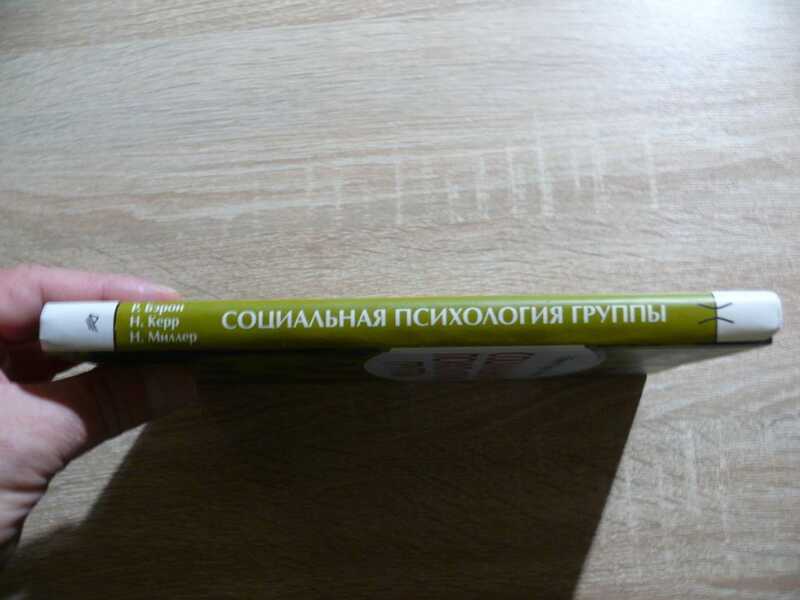 Р. Бэрон
Н. Керр
Н. Миллер
СОЦИАЛЬНАЯ ПСИХОЛОГИЯ ГРУППЫ